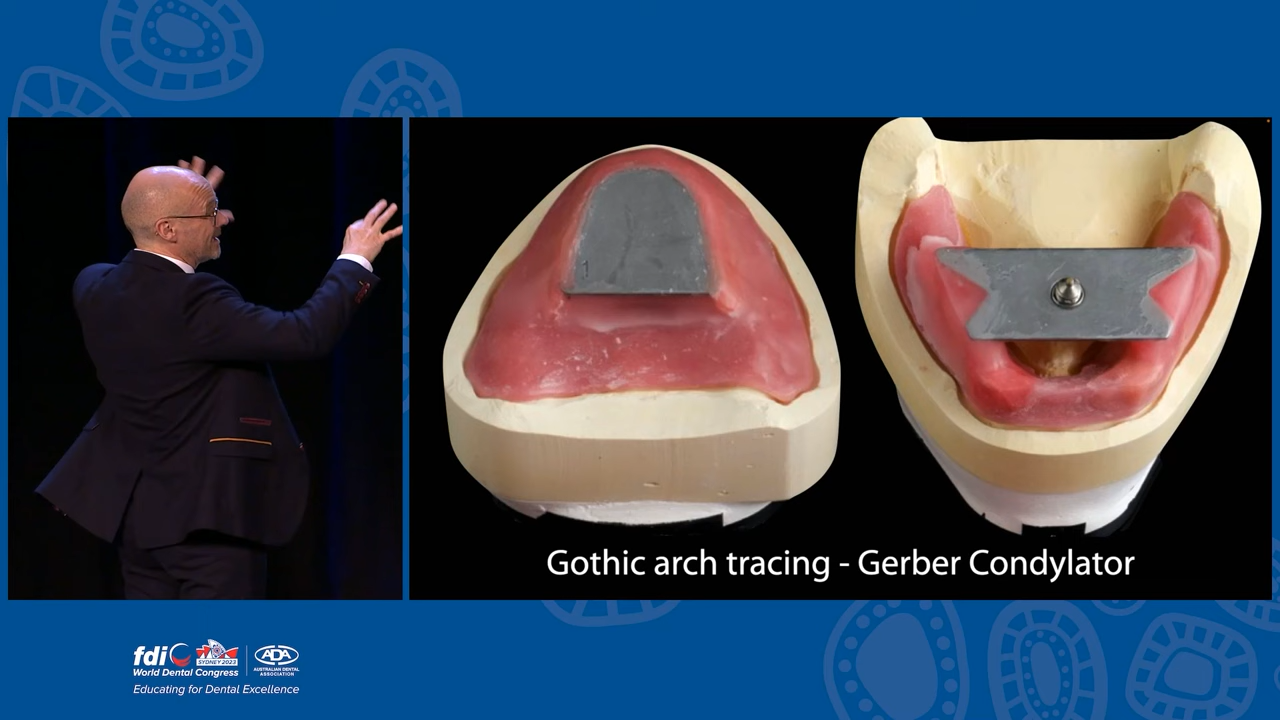 1
Gothic arch tracing - Gerber Condylator
fdi
SYDNEY 2023
World Dental Congress
ADA
AUSTRALIAN DENTAL
ASSOCIATION
Educating for Dental Excellence